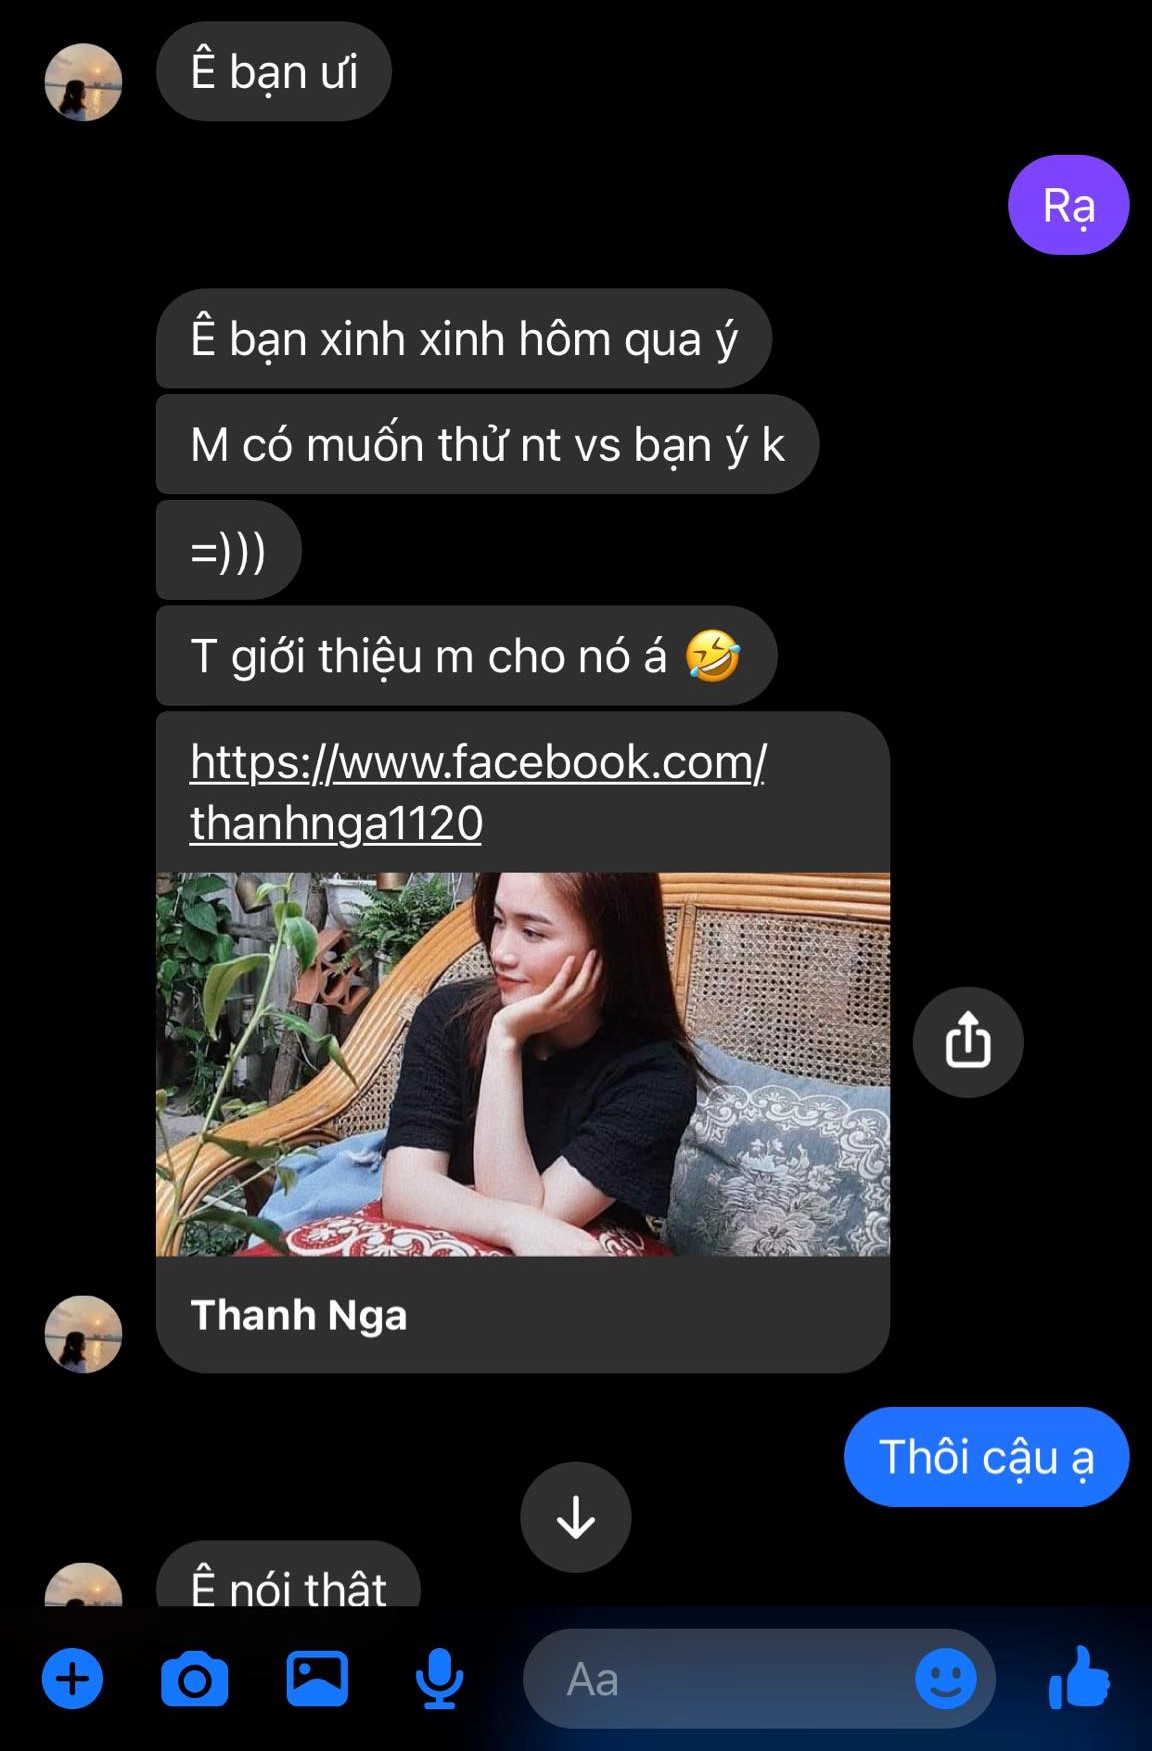 Ê bạn ưi
Rạ
Ê bạn xinh xinh hôm qua ý
M có muốn thử nt vs bạn ý k
=)))
T giới thiệu m cho nó á 🤣
https://www.facebook.com/
thanhnga1120
Thanh Nga
Thôi cậu ạ
Ê nói thật
Aa